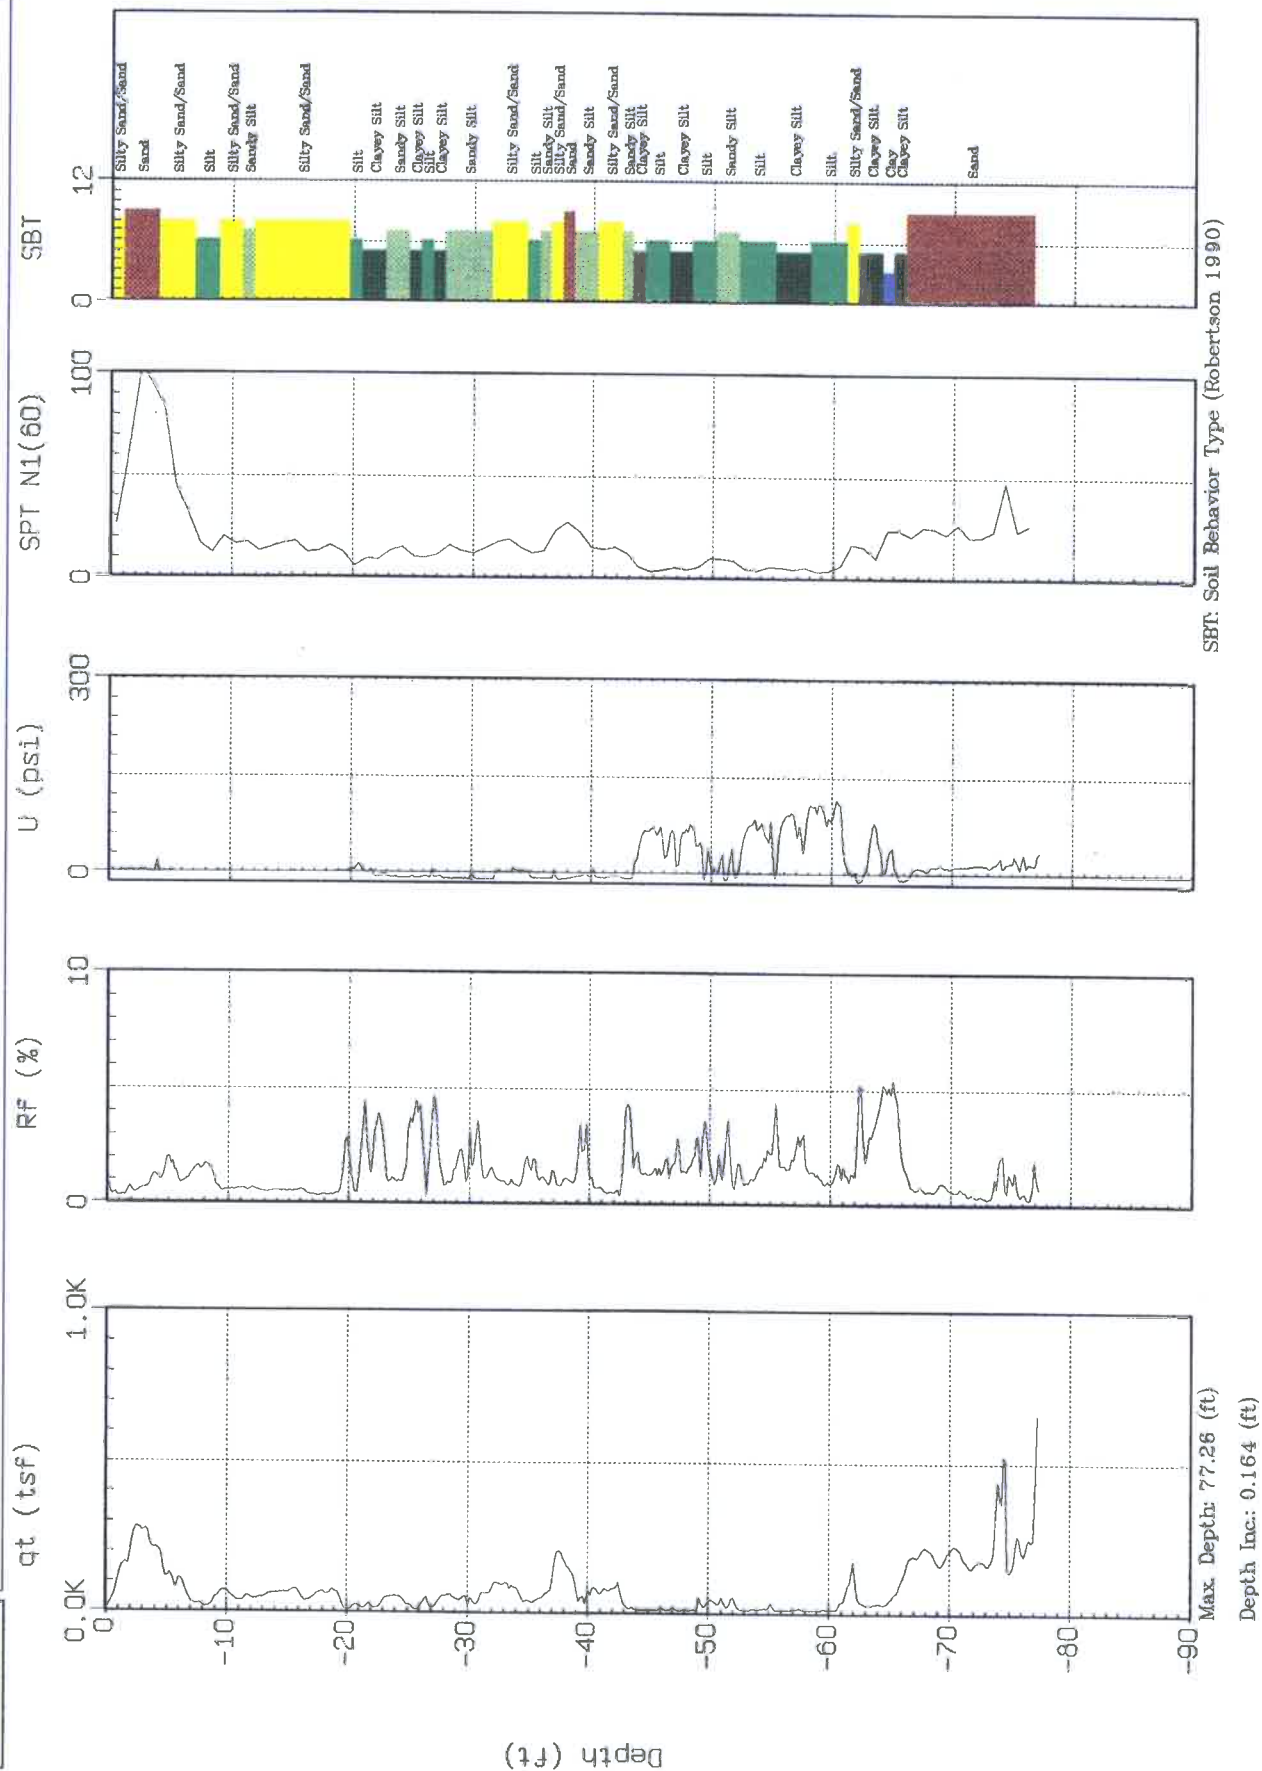 qt (tsf)
RF (%)
U (psi)
SPT N1(60)
SBT
0.0K
1.0K
0
10
0
300
0
100
0
12
0
-10
-20
-30
-40
-50
-60
-70
-80
-90
Depth (ft)
Silty Sand/Sand
Sand
Silty Sand/Sand
Silt
Silty Sand/Sand
Sandy Silt
Silty Sand/Sand
Silt
Clayey Silt
Sandy Silt
Clayey Silt
Silt
Clayey Silt
Sandy Silt
Silty Sand/Sand
Silt
Sandy Silt
Silty Sand/Sand
Sand
Sandy Silt
Silty Sand/Sand
Sandy Silt
Clayey Silt
Silt
Clayey Silt
Silt
Sandy Silt
Silt
Clayey Silt
Silt
Silty Sand/Sand
Clayey Silt
Clay
Clayey Silt
Sand
Max. Depth: 77.26 (ft)
Depth Inc.: 0.164 (ft)
SBT: Soil Behavior Type (Robertson 1990)